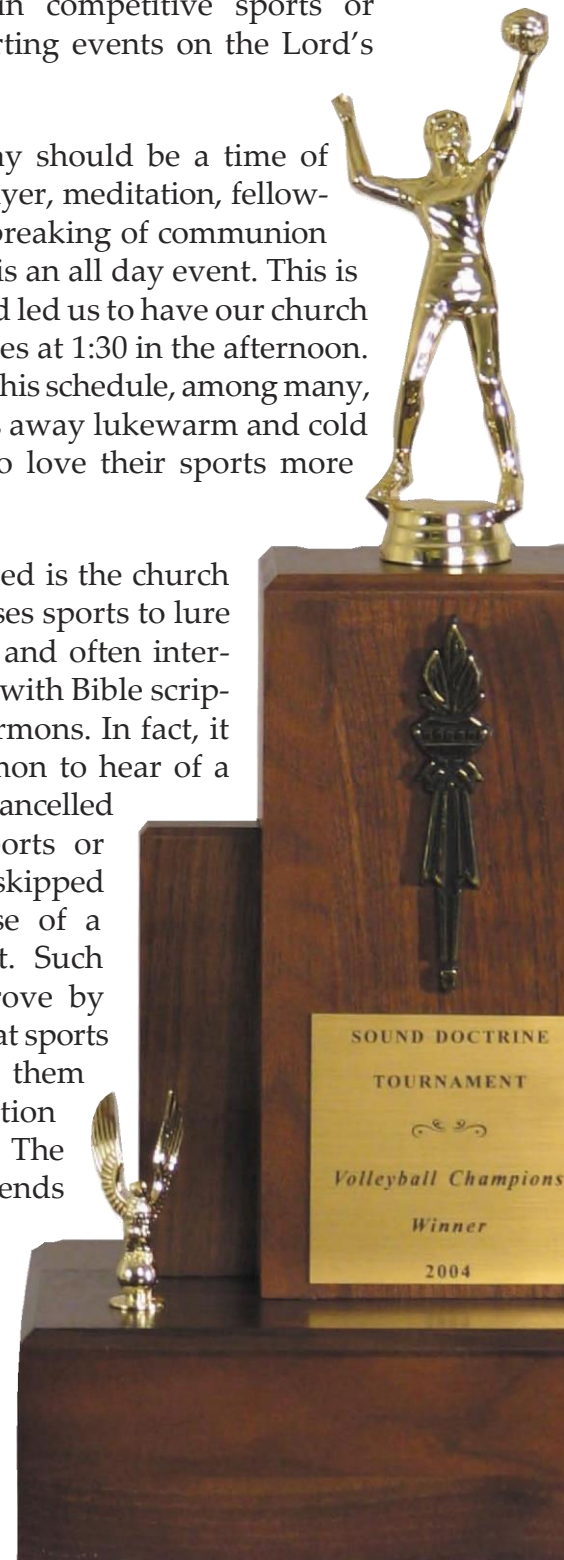 in competitive sports or
rting events on the Lord's
ay should be a time of
yer, meditation, fellow-
breaking of communion
is an all day event. This is
d led us to have our church
es at 1:30 in the afternoon.
his schedule, among many,
s away lukewarm and cold
o love their sports more
ed is the church
ses sports to lure
and often inter-
with Bible scrip-
rmons. In fact, it
mon to hear of a
ancelled
orts or
skipped
se of a
t. Such
rove by
at sports
them
tion
The
ends
SOUND DOCTRINE
TOURNAMENT
Volleyball Champions
Winner
2004